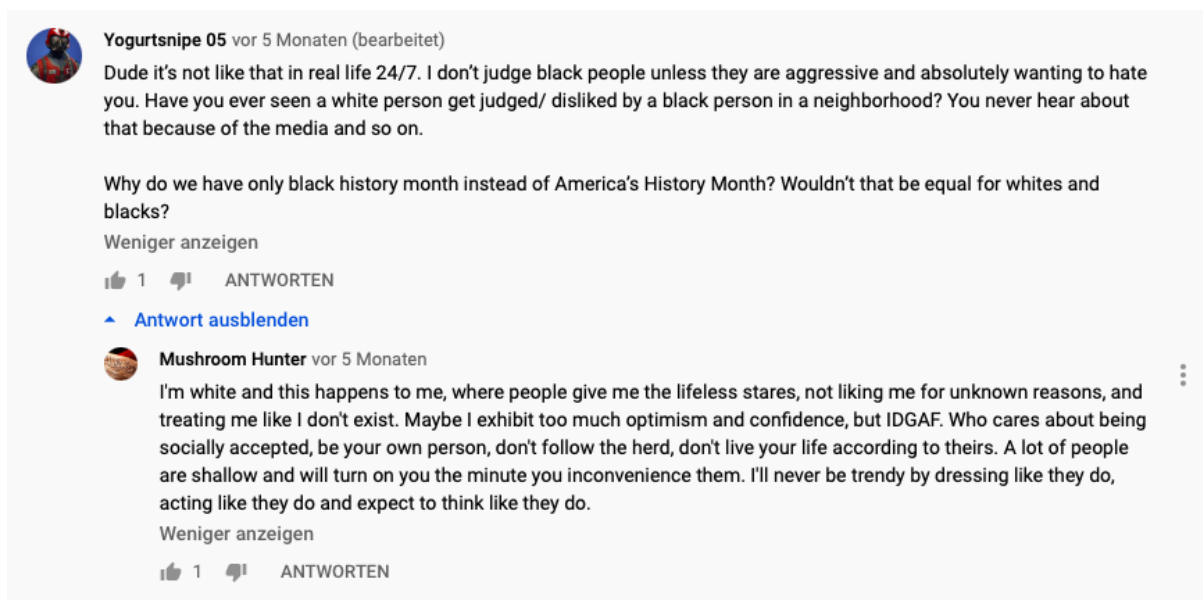 Yogurtsnipe 05 vor 5 Monaten (bearbeitet)
Dude it’s not like that in real life 24/7. I don’t judge black people unless they are aggressive and absolutely wanting to hate
you. Have you ever seen a white person get judged/ disliked by a black person in a neighborhood? You never hear about
that because of the media and so on.
Why do we have only black history month instead of America’s History Month? Wouldn’t that be equal for whites and
blacks?
Weniger anzeigen
1 ANTWORTEN
Antwort ausblenden
Mushroom Hunter vor 5 Monaten
I'm white and this happens to me, where people give me the lifeless stares, not liking me for unknown reasons, and
treating me like I don't exist. Maybe I exhibit too much optimism and confidence, but IDGAF. Who cares about being
socially accepted, be your own person, don't follow the herd, don't live your life according to theirs. A lot of people
are shallow and will turn on you the minute you inconvenience them. I'll never be trendy by dressing like they do,
acting like they do and expect to think like they do.
Weniger anzeigen
1 ANTWORTEN